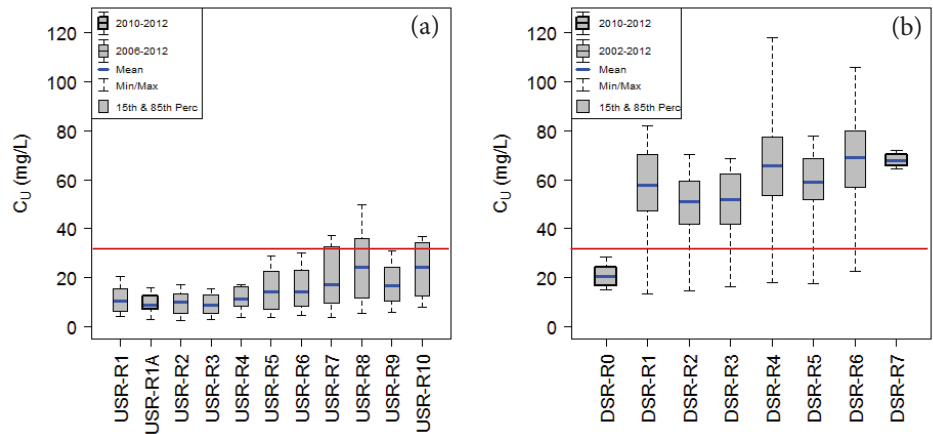 (a)
2010-2012
2006-2012
Mean
Min/Max
15th & 85th Perc
C_U (mg/L)
120
100
80
60
40
20
0
USR-R1
USR-R1A
USR-R2
USR-R3
USR-R4
USR-R5
USR-R6
USR-R7
USR-R8
USR-R9
USR-R10
(b)
2010-2012
2002-2012
Mean
Min/Max
15th & 85th Perc
C_U (mg/L)
120
100
80
60
40
20
0
DSR-R0
DSR-R1
DSR-R2
DSR-R3
DSR-R4
DSR-R5
DSR-R6
DSR-R7